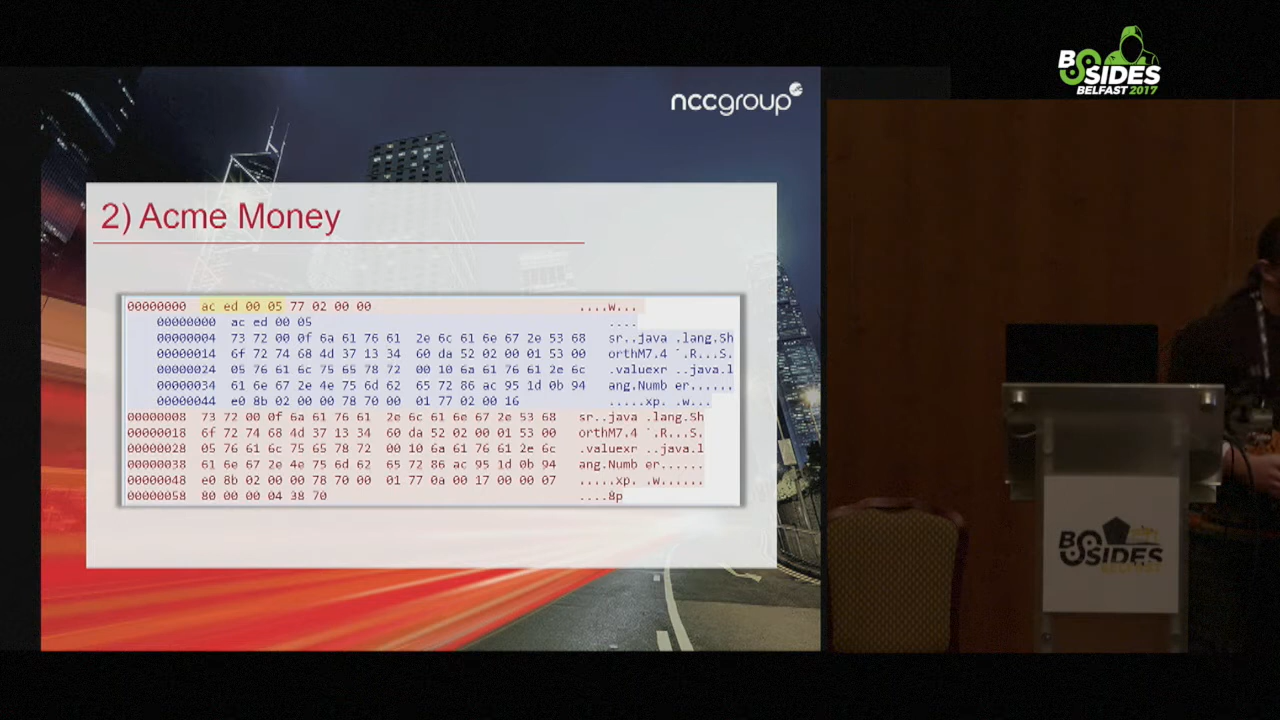 BSIDES
BELFAST 2017
nccgroup
2) Acme Money
00000000 ac ed 00 05 77 02 00 00 ....w...
00000000 ac ed 00 05 ....
00000004 73 72 00 0f 6a 61 76 61 2e 6c 61 6e 67 2e 53 68 sr..java .lang.Sh
00000014 6f 72 74 68 4d 37 13 34 60 da 52 02 00 01 53 00 orthM7.4 `.R...S.
00000024 05 76 61 6c 75 65 78 72 00 10 6a 61 76 61 2e 6c .valuexr ..java.l
00000034 61 6e 67 2e 4e 75 6d 62 65 72 86 ac 95 1d 0b 94 ang.Numb er......
00000044 e0 8b 02 00 00 78 70 00 01 77 02 00 16 .....xp. .w...
00000008 73 72 00 0f 6a 61 76 61 2e 6c 61 6e 67 2e 53 68 sr..java .lang.Sh
00000018 6f 72 74 68 4d 37 13 34 60 da 52 02 00 01 53 00 orthM7.4 `.R...S.
00000028 05 76 61 6c 75 65 78 72 00 10 6a 61 76 61 2e 6c .valuexr ..java.l
00000038 61 6e 67 2e 4e 75 6d 62 65 72 86 ac 95 1d 0b 94 ang.Numb er......
00000048 e0 8b 02 00 00 78 70 00 01 77 0a 00 17 00 00 07 .....xp. .w......
00000058 80 00 00 04 38 70 ....8p
BSIDES
BELFAST